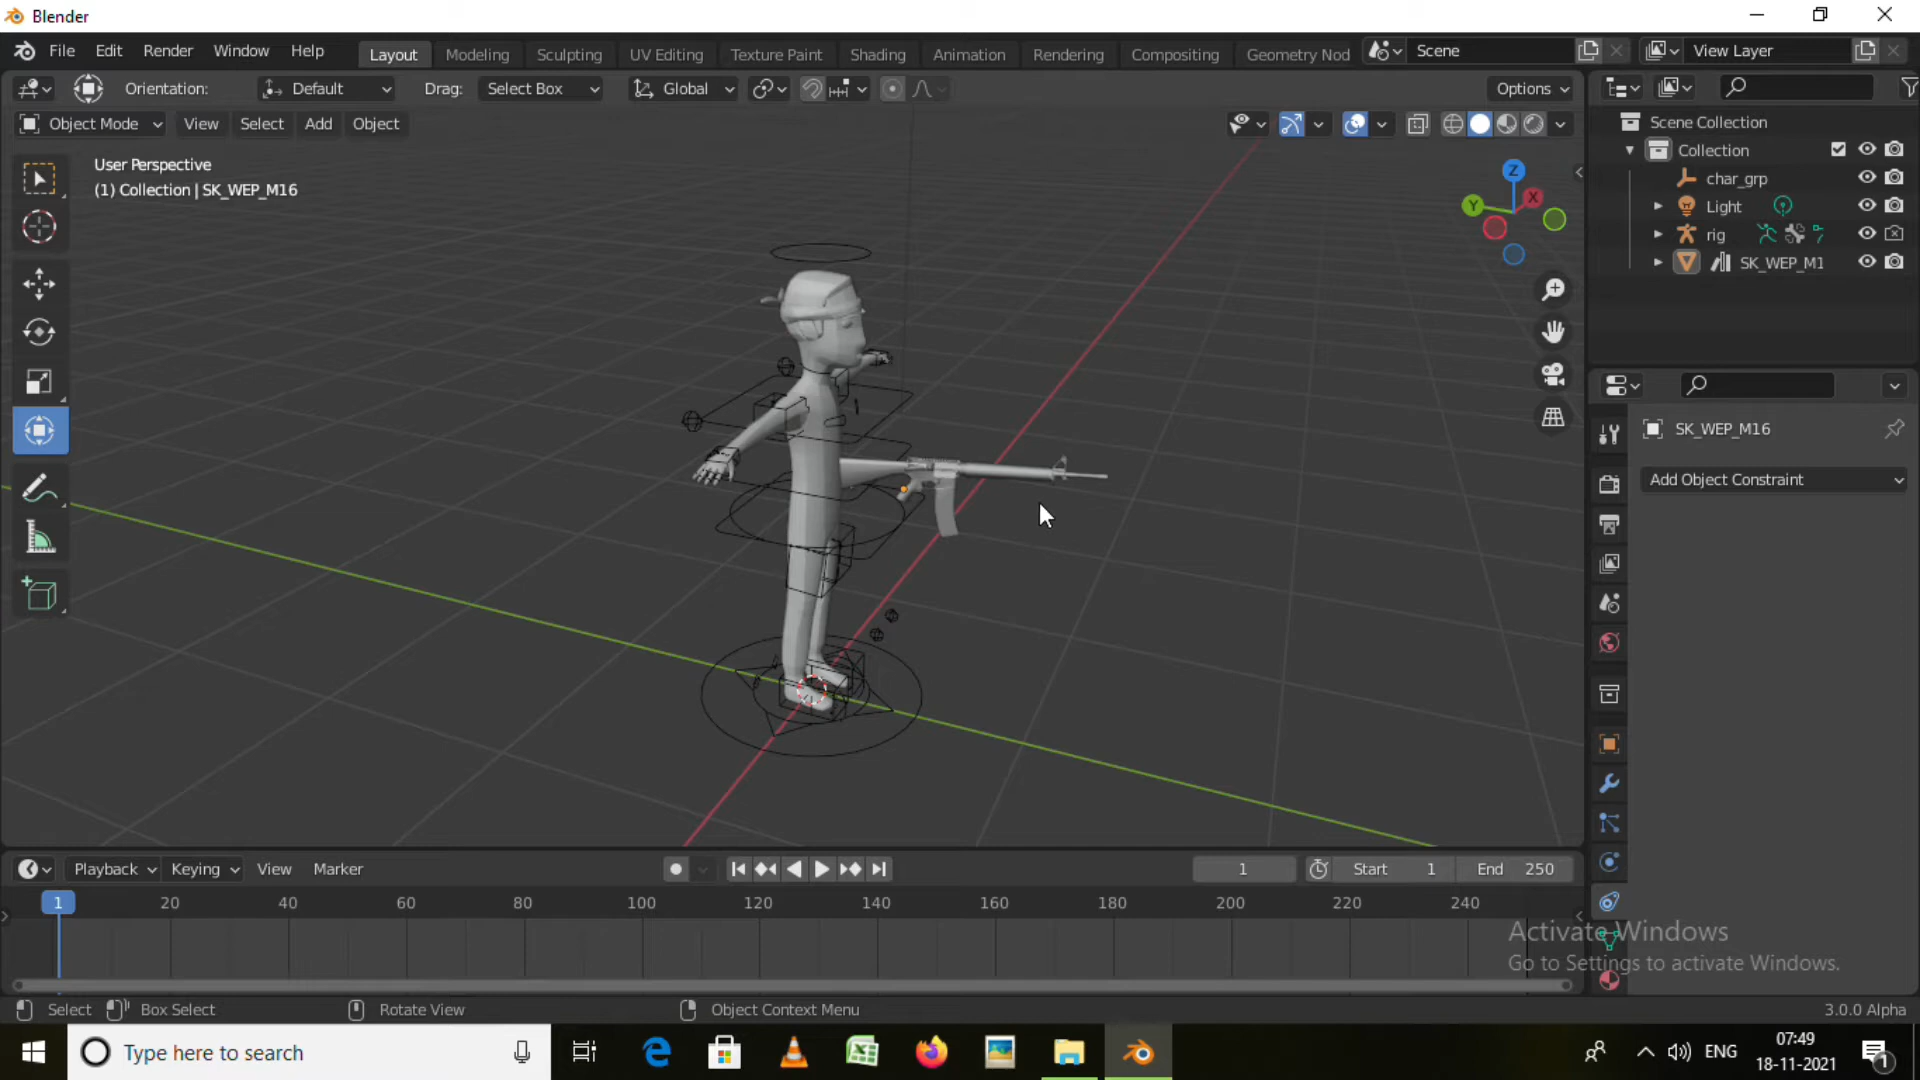 Blender
File Edit Render Window Help Layout Modeling Sculpting UV Editing Texture Paint Shading Animation Rendering Compositing Geometry Nod Scene View Layer
Orientation: Default Drag: Select Box Global Options
Object Mode View Select Add Object
User Perspective
(1) Collection | SK_WEP_M16
Z
Y
X
Scene Collection
Collection
char_grp
Light
rig
SK_WEP_M1
SK_WEP_M16
Add Object Constraint
Playback Keying View Marker 1 Start 1 End 250
1 20 40 60 80 100 120 140 160 180 200 220 240
Activate Windows
Go to Settings to activate Windows.
Select Box Select Rotate View Object Context Menu 3.0.0 Alpha
Type here to search
ENG
07:49
18-11-2021
1